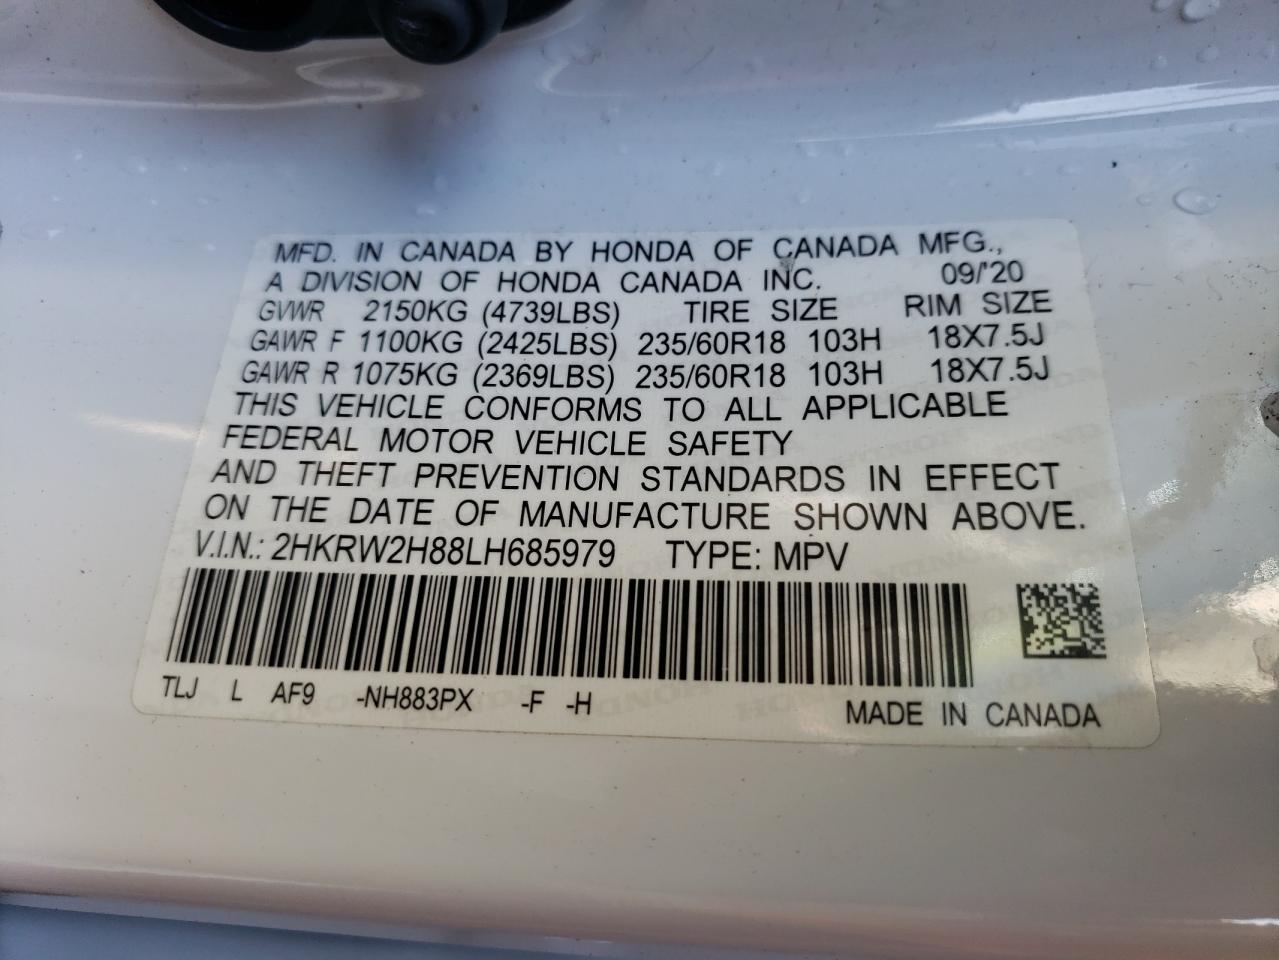 MFD. IN CANADA BY HONDA OF CANADA MFG.,
A DIVISION OF HONDA CANADA INC. 09/'20
GVWR 2150KG (4739LBS) TIRE SIZE RIM SIZE
GAWR F 1100KG (2425LBS) 235/60R18 103H 18X7.5J
GAWR R 1075KG (2369LBS) 235/60R18 103H 18X7.5J
THIS VEHICLE CONFORMS TO ALL APPLICABLE
FEDERAL MOTOR VEHICLE SAFETY
AND THEFT PREVENTION STANDARDS IN EFFECT
ON THE DATE OF MANUFACTURE SHOWN ABOVE.
V.I.N.: 2HKRW2H88LH685979 TYPE: MPV
TLJ L AF9 -NH883PX -F -H MADE IN CANADA